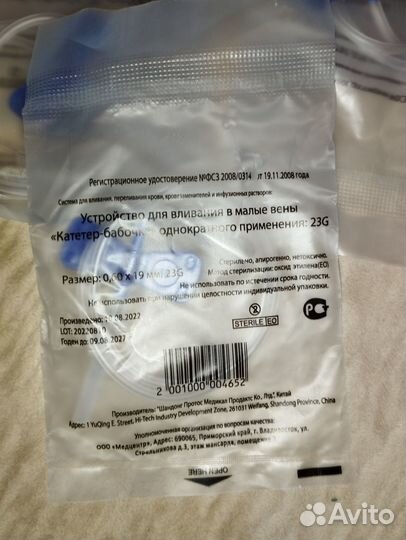 Регистрационное удостоверение №ФСЗ 2008/0314 от 19.11.2008 года
Система для вливания, переливания крови, кровезаменителей и инфузионных растворов:
Устройство для вливания в малые вены
«Катетер-бабочка» однократного применения: 23G
Стерильно, апирогенно, нетоксично.
Размер: 0,60 x 19 мм/23G
Метод стерилизации: оксид этилена(ЕО)
Не использовать по истечении срока годности.
Не использовать при нарушении целостности индивидуальной упаковки.
Произведено: 10.08.2022
LOT: 20220810
Годен до: 09.08.2027
STERILE EO
РС
2 001000 004652
Производитель: "Шандонг Протос Медикал Продактс Ко. Лтд", Китай
Адрес: 1 YuQing E. Street, Hi-Tech Industry Development Zone, 261031 Weifang, Shandong Province, China
Уполномоченная организация по вопросам качества:
ООО «Медцентр», Адрес: 690065, Приморский край, г. Владивосток, ул.
Стрельникова д.3, этаж мансарда, помещение
OPEN HERE
Avito